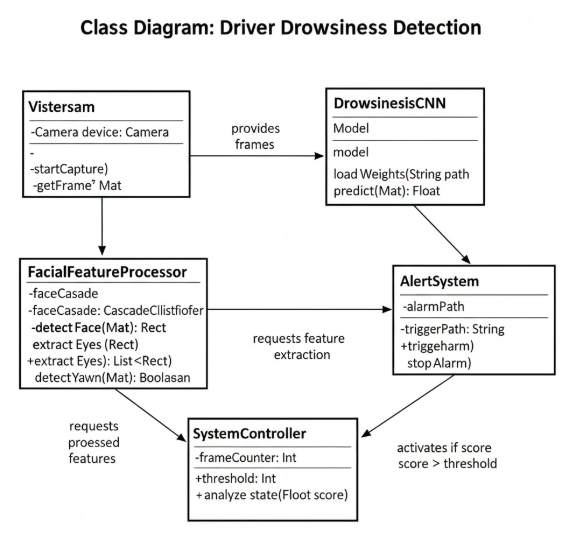 Class Diagram: Driver Drowsiness Detection
Vistersam
-Camera device: Camera
-
-startCapture)
-getFrame⁷ Mat
provides
frames
DrowsinesisCNN
Model
model
load Weights(String path
predict(Mat): Float
FacialFeatureProcessor
-faceCasade
-faceCasade: CascadeCllistfiofer
-detect Face(Mat): Rect
extract Eyes (Rect)
+extract Eyes): List<Rect)
detectYawn(Mat): Boolasan
requests feature
extraction
AlertSystem
-alarmPath
-triggerPath: String
+triggeharm)
stop Alarm)
requests
proessed
features
SystemController
-frameCounter: Int
+threshold: Int
+analyze state(Floot score)
activates if score
score > threshold